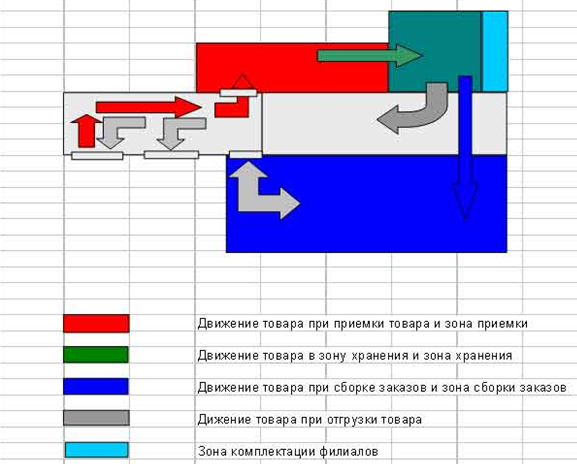 Движение товара при приемки товара и зона приемки
Движение товара в зону хранения и зона хранения
Движение товара при сборке заказов и зона сборки заказов
Дижение товара при отгрузки товара
Зона комплектации филиалов